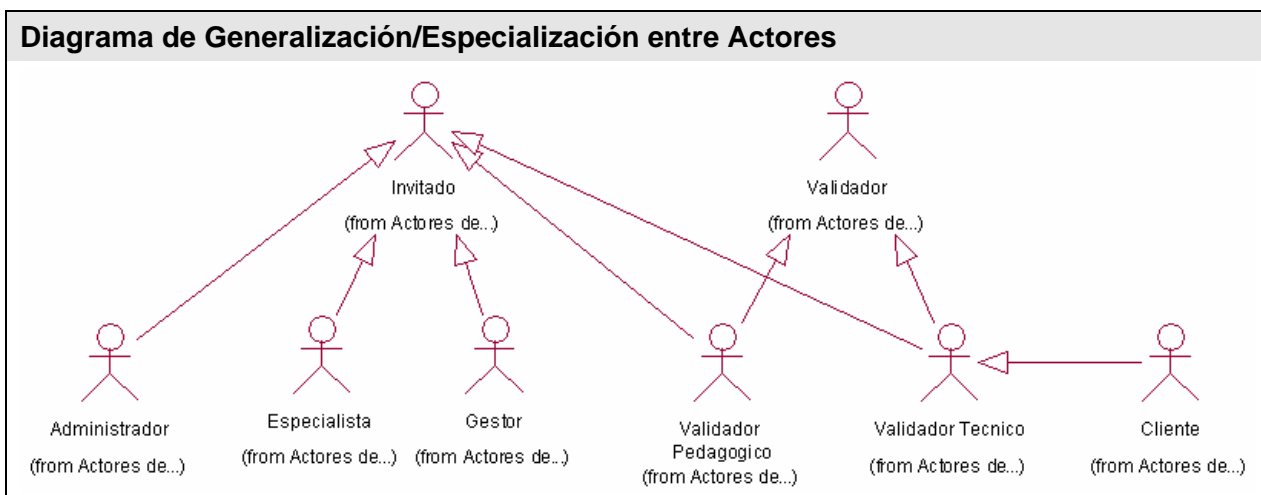 Diagrama de Generalización/Especialización entre Actores
Invitado
(from Actores de...)
Validador
(from Actores de...)
Administrador
(from Actores de...)
Especialista
(from Actores de...)
Gestor
(from Actores de...)
Validador
Pedagogico
(from Actores de...)
Validador Tecnico
(from Actores de...)
Cliente
(from Actores de...)